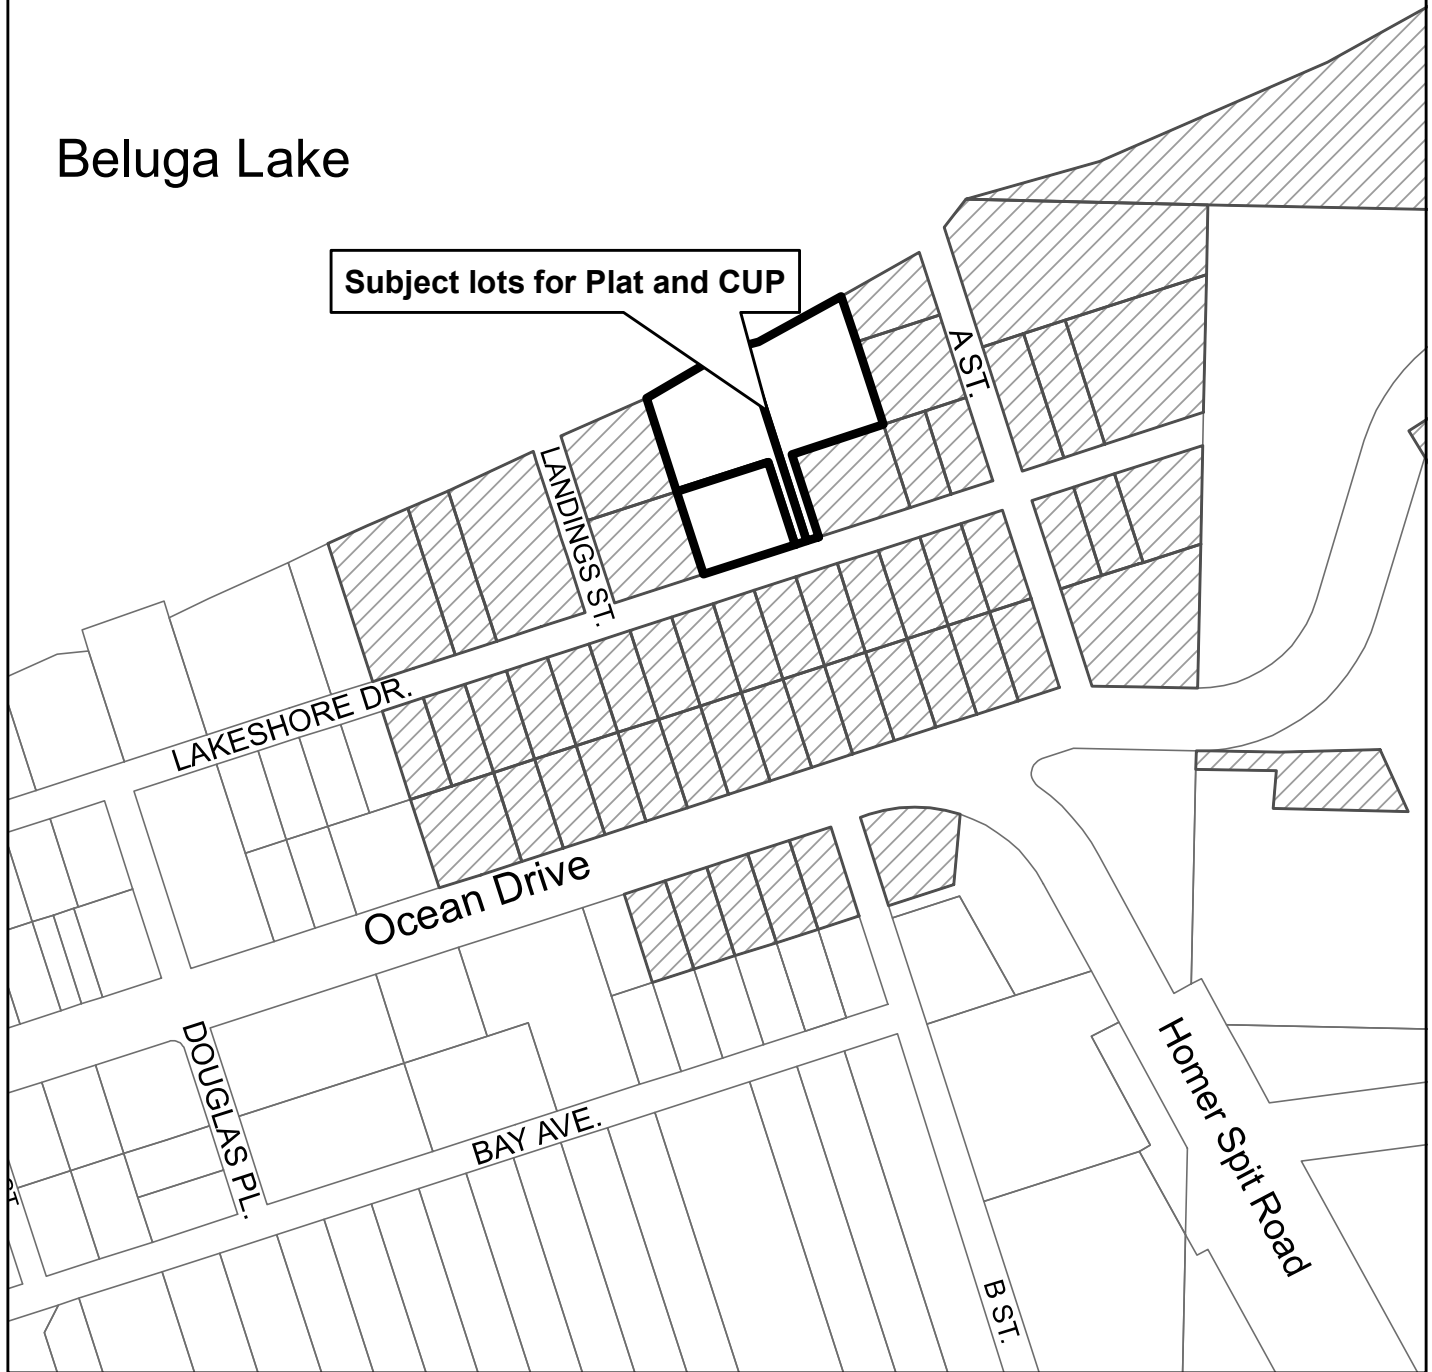 Beluga Lake
Subject lots for Plat and CUP
A ST.
LANDINGS ST.
LAKESHORE DR.
Ocean Drive
DOUGLAS PL.
BAY AVE.
Homer Spit Road
B ST.
ST